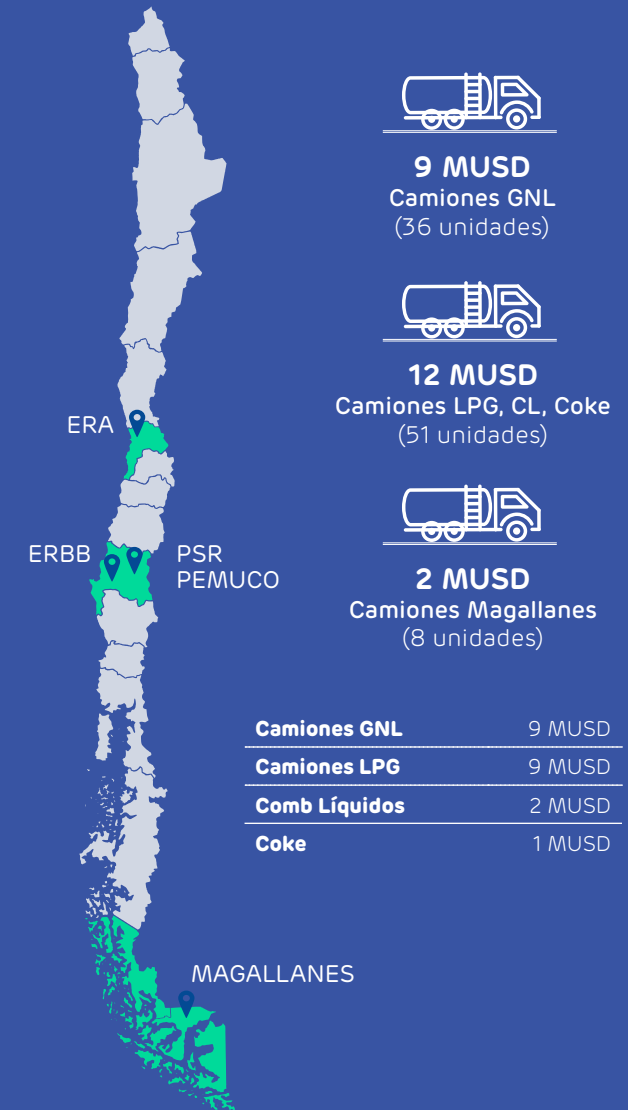 9 MUSD
Camiones GNL
(36 unidades)
12 MUSD
Camiones LPG, CL, Coke
(51 unidades)
2 MUSD
Camiones Magallanes
(8 unidades)
ERA
ERBB
PSR
PEMUCO
MAGALLANES
Camiones GNL 9 MUSD
Camiones LPG 9 MUSD
Comb Líquidos 2 MUSD
Coke 1 MUSD